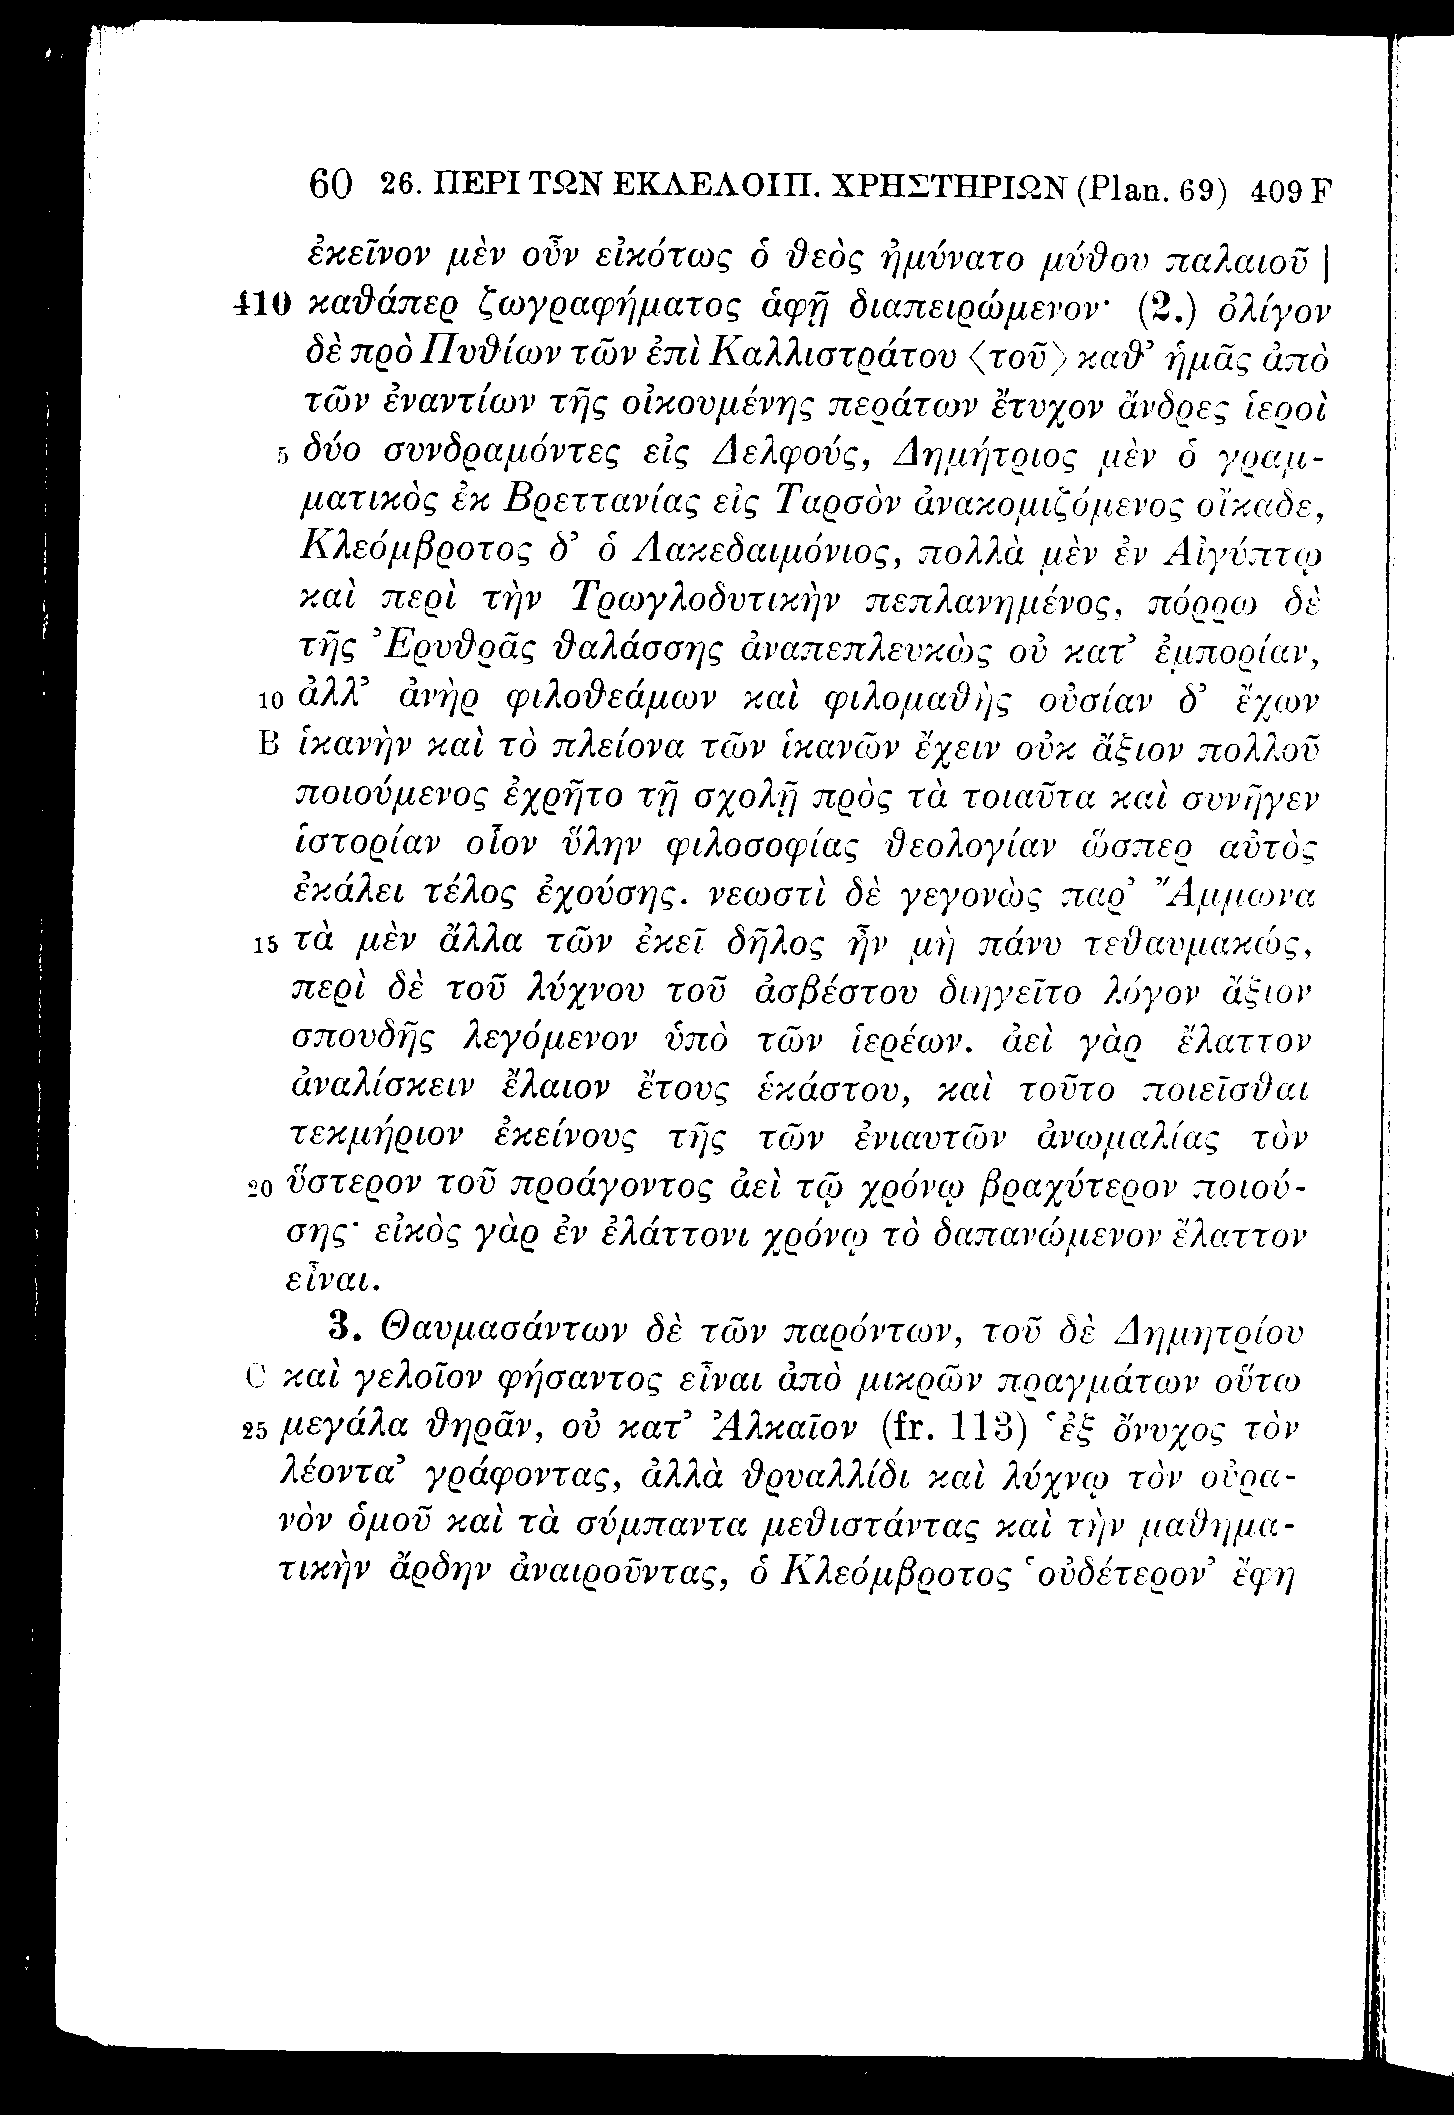 60 26. ΠΕΡΙ ΤΩΝ ΕΚΛΕΛΟΙΠ. ΧΡΗΣΤΗΡΙΩΝ (Plan. 69) 409 F
ἐκεῖνον μὲν οὖν εἰκότως ὁ θεὸς ἠμύνατο μύθου παλαιοῦ |
410 καθάπερ ζωγραφήματος ἁφῇ διαπειρώμενον· (2.) ὀλίγον
δὲ πρὸ Πυθίων τῶν ἐπὶ Καλλιστράτου ⟨τοῦ⟩ καθ’ ἡμᾶς ἀπὸ
τῶν ἐναντίων τῆς οἰκουμένης περάτων ἔτυχον ἄνδρες ἱεροὶ
5 δύο συνδραμόντες εἰς Δελφούς, Δημήτριος μὲν ὁ γραμ-
ματικὸς ἐκ Βρεττανίας εἰς Ταρσὸν ἀνακομιζόμενος οἴκαδε,
Κλεόμβροτος δ’ ὁ Λακεδαιμόνιος, πολλὰ μὲν ἐν Αἰγύπτῳ
καὶ περὶ τὴν Τρωγλοδυτικὴν πεπλανημένος, πόρρω δὲ
τῆς Ἐρυθρᾶς θαλάσσης ἀναπεπλευκὼς οὐ κατ’ ἐμπορίαν,
10 ἀλλ’ ἀνὴρ φιλοθεάμων καὶ φιλομαθὴς οὐσίαν δ’ ἔχων
B ἱκανὴν καὶ τὸ πλείονα τῶν ἱκανῶν ἔχειν οὐκ ἄξιον πολλοῦ
ποιούμενος ἐχρῆτο τῇ σχολῇ πρὸς τὰ τοιαῦτα καὶ συνῆγεν
ἱστορίαν οἷον ὕλην φιλοσοφίας θεολογίαν ὥσπερ αὐτὸς
ἐκάλει τέλος ἐχούσης. νεωστὶ δὲ γεγονὼς παρ’ Ἄμμωνα
15 τὰ μὲν ἄλλα τῶν ἐκεῖ δῆλος ἦν μὴ πάνυ τεθαυμακώς,
περὶ δὲ τοῦ λύχνου τοῦ ἀσβέστου διηγεῖτο λόγον ἄξιον
σπουδῆς λεγόμενον ὑπὸ τῶν ἱερέων. ἀεὶ γὰρ ἔλαττον
ἀναλίσκειν ἔλαιον ἔτους ἑκάστου, καὶ τοῦτο ποιεῖσθαι
τεκμήριον ἐκείνους τῆς τῶν ἐνιαυτῶν ἀνωμαλίας τὸν
20 ὕστερον τοῦ προάγοντος ἀεὶ τῷ χρόνῳ βραχύτερον ποιού-
σης· εἰκὸς γὰρ ἐν ἐλάττονι χρόνῳ τὸ δαπανώμενον ἔλαττον
εἶναι.
3. Θαυμασάντων δὲ τῶν παρόντων, τοῦ δὲ Δημητρίου
C καὶ γελοῖον φήσαντος εἶναι ἀπὸ μικρῶν πραγμάτων οὕτω
25 μεγάλα θηρᾶν, οὐ κατ’ Ἀλκαῖον (fr. 113) ‘ἐξ ὄνυχος τὸν
λέοντα’ γράφοντας, ἀλλὰ θρυαλλίδι καὶ λύχνῳ τὸν οὐρα-
νὸν ὁμοῦ καὶ τὰ σύμπαντα μεθιστάντας καὶ τὴν μαθημα-
τικὴν ἄρδην ἀναιροῦντας, ὁ Κλεόμβροτος ‘οὐδέτερον’ ἔφη